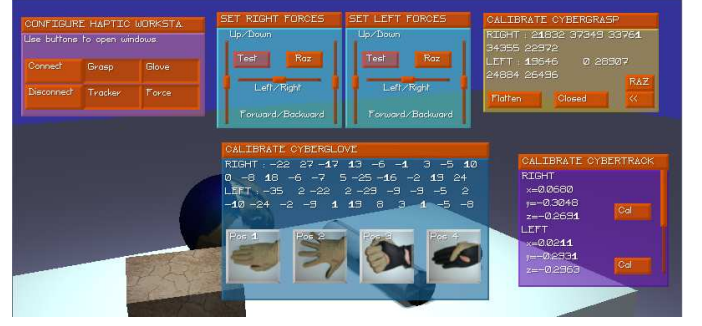 CONFIGURE HAPTIC WORKSTA
Use buttons to open windows
Connect Grasp Glove
Disconnect Tracker Force
SET RIGHT FORCES
Up/Down
Test Raz
Left/Right
Forward/Backward
SET LEFT FORCES
Up/Down
Test Raz
Left/Right
Forward/Backward
CALIBRATE CYBERGRASP
RIGHT : 21832 37349 33761
34355 22972
LEFT : 19646 0 28907
24884 26496
RAZ
Flatten Closed <<
CALIBRATE CYBERGLOVE
RIGHT : -22 27 -17 13 -6 -1 3 -5 10
0 -8 18 -6 -7 5 -25 -16 -2 19 24
LEFT -35 2 -22 2 -29 -9 -9 -5 2
-10 -24 -2 -9 1 19 8 3 1 -5 -8
Pos 1 Pos 2 Pos 3 Pos 4
CALIBRATE CYBERTRACK
RIGHT
x=0.0680
y=-0.3048
Cal
z=-0.2691
LEFT
x=0.0211
y=-0.2931
Cal
z=-0.2963